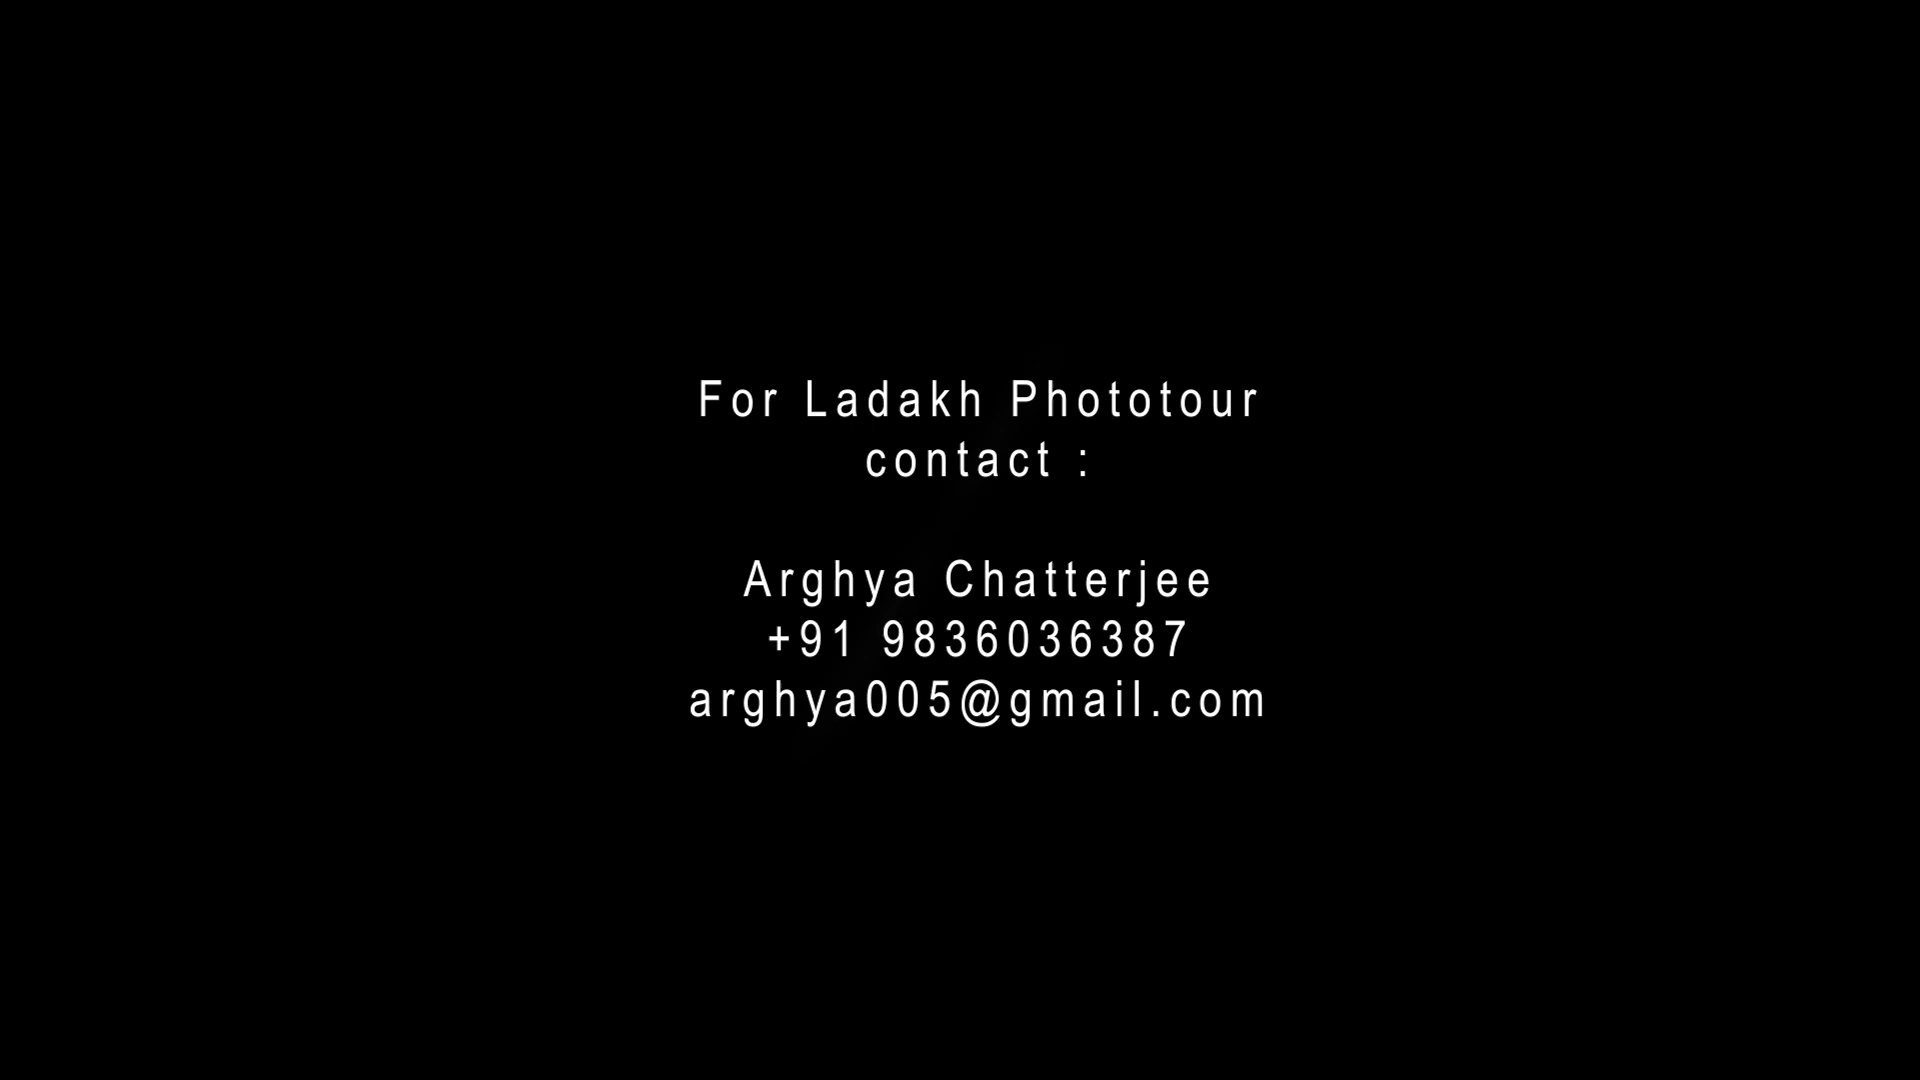 For Ladakh Phototour
contact :
Arghya Chatterjee
+91 9836036387
arghya005@gmail.com